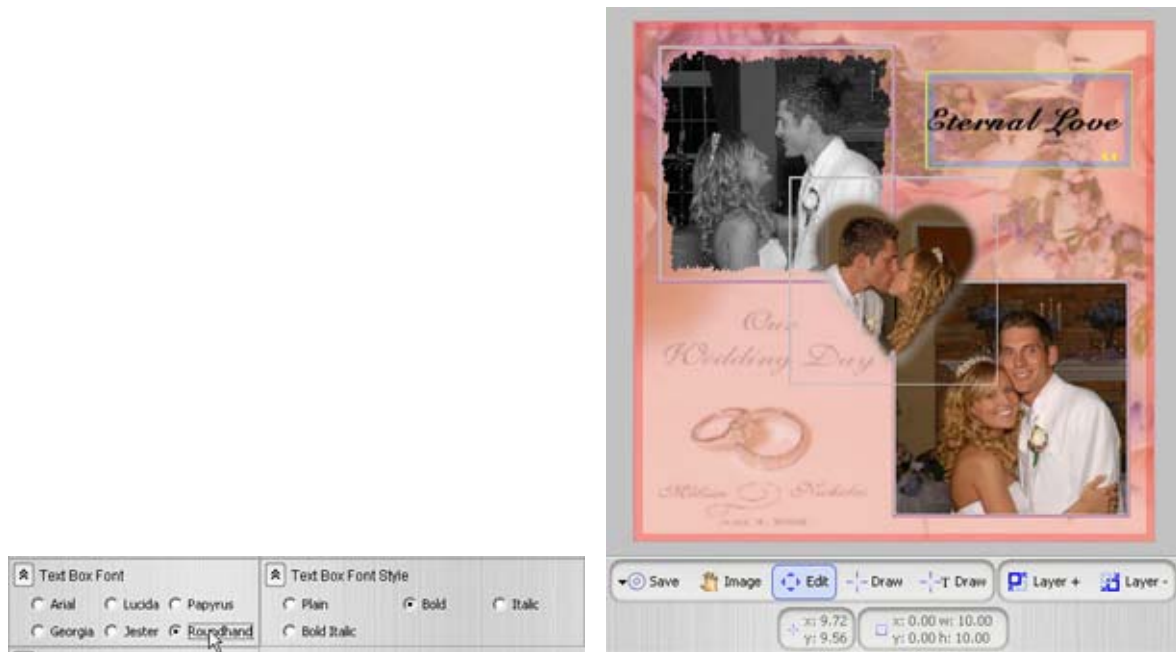 Eternal Love
Our
Wedding Day
Text Box Font
Text Box Font Style
Arial Lucida Papyrus
Plain Bold Italic
Georgia Jester Roundhand
Bold Italic
Save Image Edit Draw T Draw Layer + Layer -
x: 9.72
y: 9.56
x: 0.00 w: 10.00
y: 0.00 h: 10.00